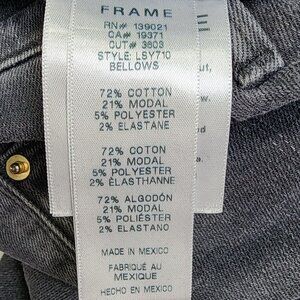 FRAME
RN# 139021
CA# 19371
CUT# 3603
STYLE: LSY710
BELLOWS
72% COTTON
21% MODAL
5% POLYESTER
2% ELASTANE
72% COTON
21% MODAL
5% POLYESTER
2% ÉLASTHANNE
72% ALGODÓN
21% MODAL
5% POLIÉSTER
2% ELASTANO
MADE IN MEXICO
FABRIQUÉ AU
MEXIQUE
HECHO EN MEXICO